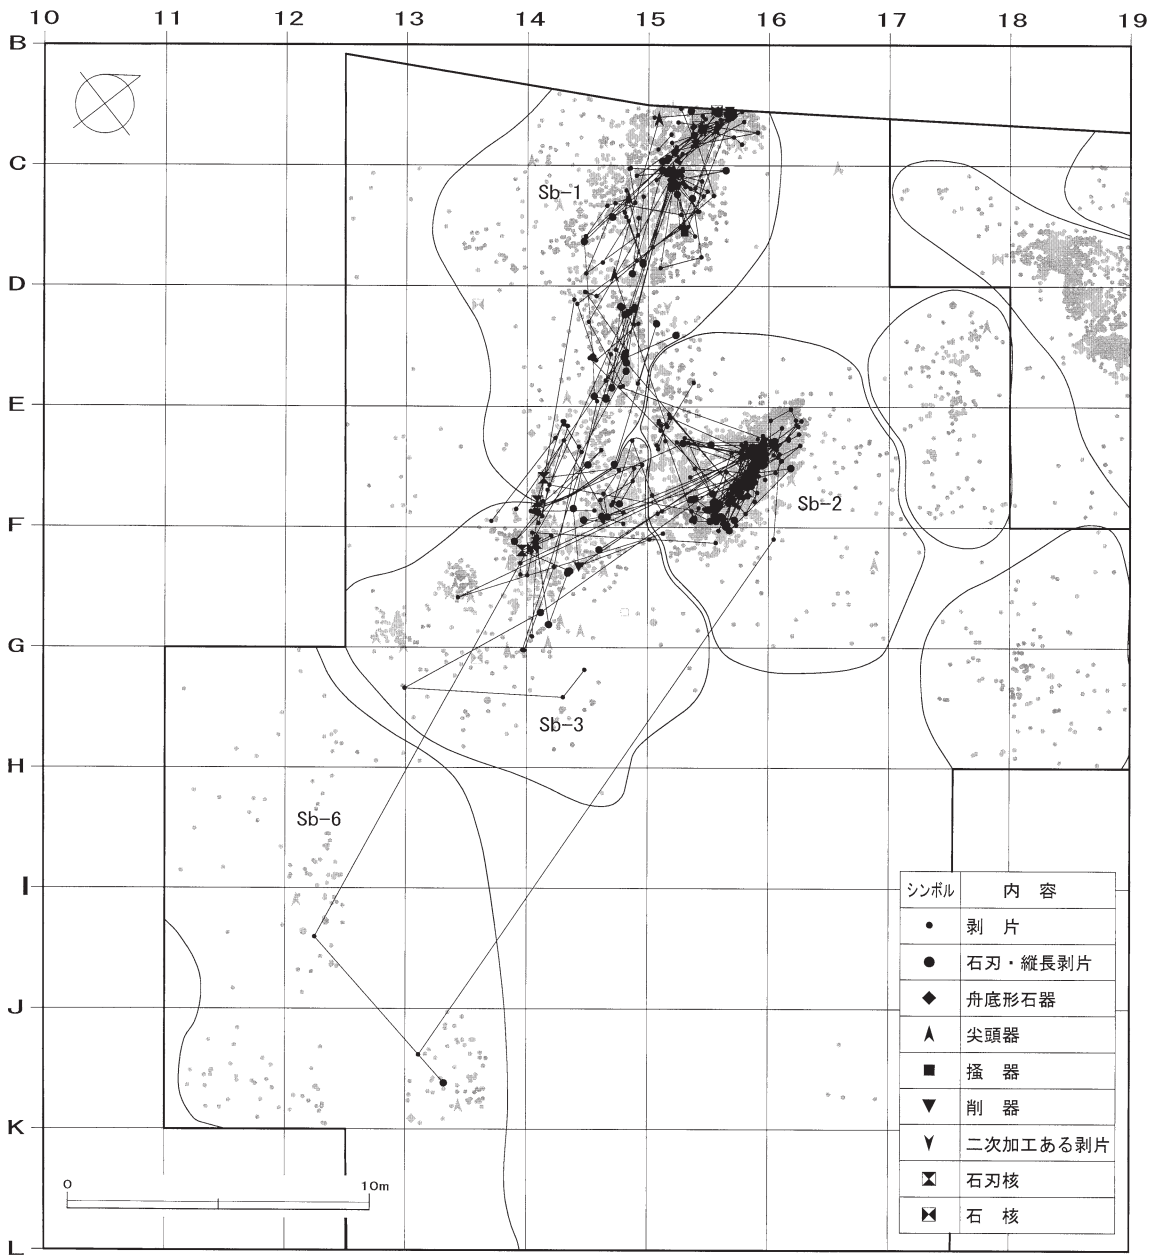 10 11 12 13 14 15 16 17 18 19
B
C
Sb-1
D
E
Sb-2
F
G
Sb-3
H
Sb-6
I
シンボル 内 容
剥 片
石刃・縦長剥片
舟底形石器
尖頭器
掻 器
削 器
二次加工ある剥片
石刃核
石 核
J
K
0 10m
L